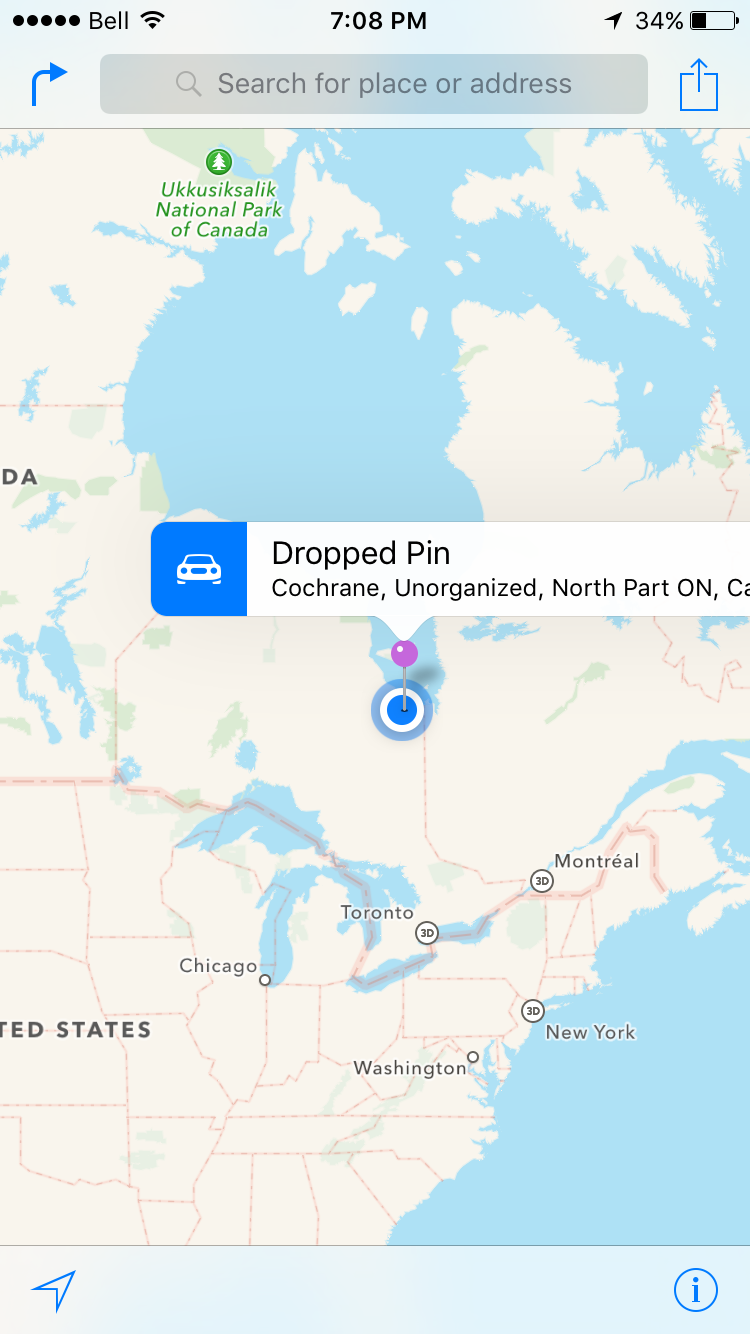 Bell 7:08 PM 34%
Search for place or address
Ukkusiksalik
National Park
of Canada
DA
Dropped Pin
Cochrane, Unorganized, North Part ON, Ca
Montréal
3D
Toronto
3D
Chicago
3D
TED STATES
New York
Washington